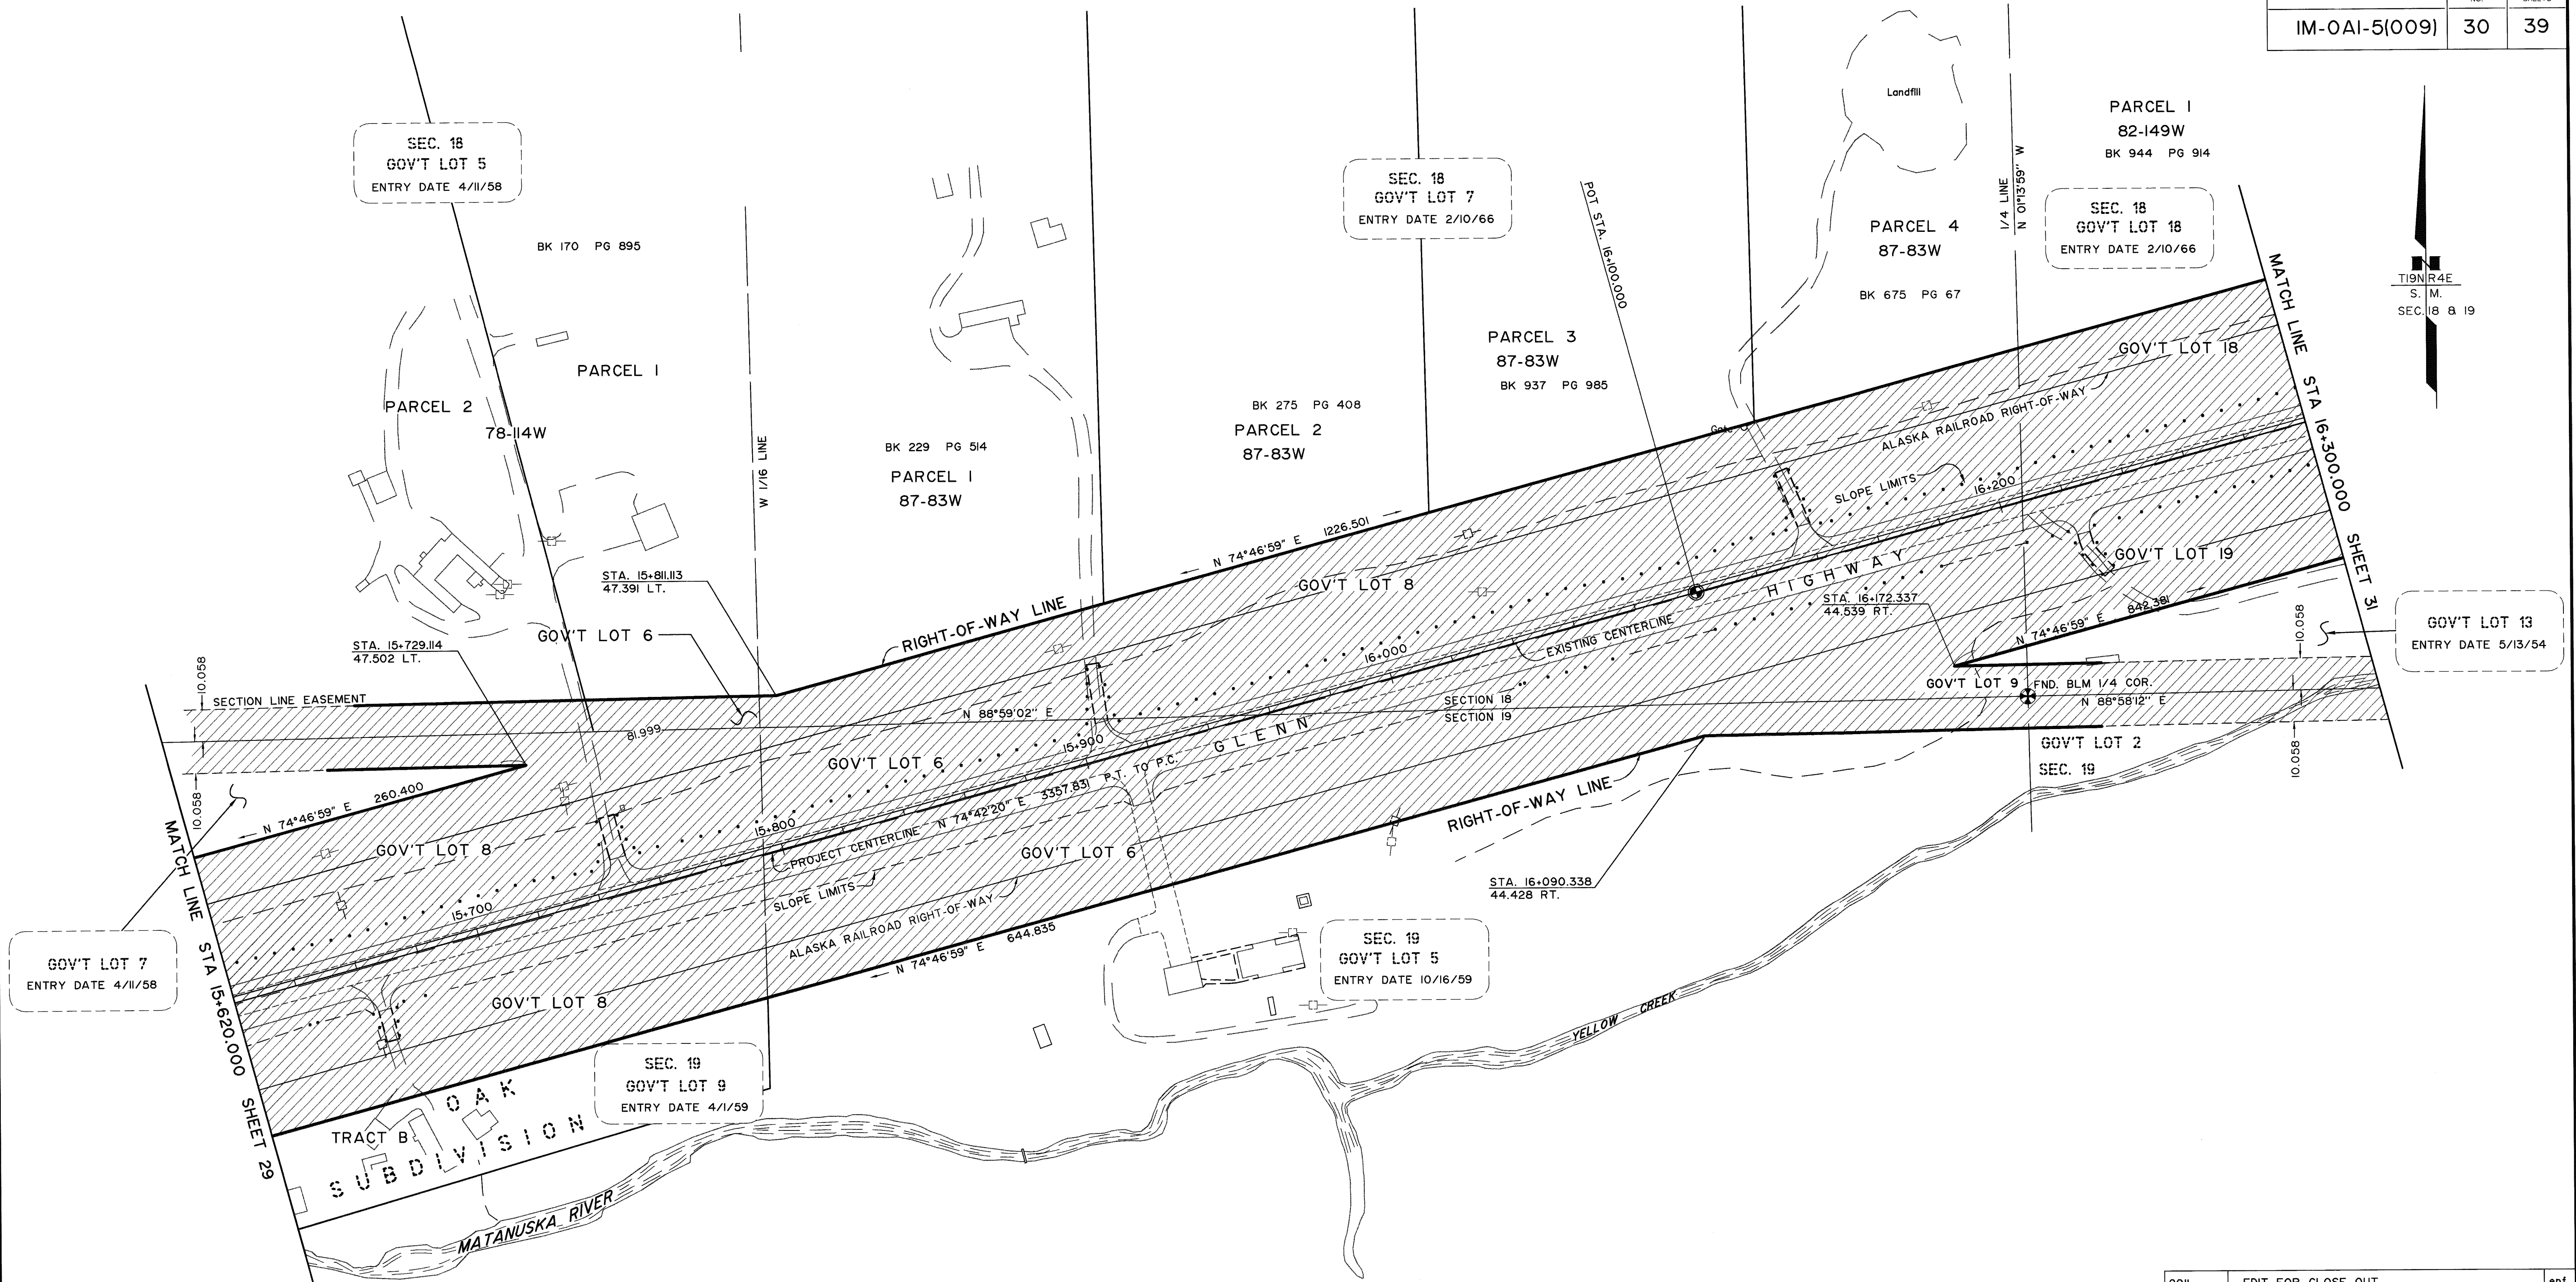 IM-0A1-5(009) 30 39
SEC. 18
GOV'T LOT 5
ENTRY DATE 4/11/58
BK 170 PG 895
PARCEL 1
PARCEL 2
78-114W
W 1/16 LINE
BK 229 PG 514
PARCEL 1
87-83W
BK 275 PG 408
PARCEL 2
87-83W
SEC. 18
GOV'T LOT 7
ENTRY DATE 2/10/66
POT STA. 16+100.000
PARCEL 3
87-83W
BK 937 PG 985
Landfill
PARCEL 4
87-83W
BK 675 PG 67
1/4 LINE
N 01°13'59" W
PARCEL 1
82-149W
BK 944 PG 914
SEC. 18
GOV'T LOT 18
ENTRY DATE 2/10/66
N
T19N R4E
S. M.
SEC. 18 & 19
MATCH LINE STA 16+300.000 SHEET 31
GOV'T LOT 18
ALASKA RAILROAD RIGHT-OF-WAY
Gate
SLOPE LIMITS
16+200
GOV'T LOT 19
N 74°46'59" E 1226.501
GOV'T LOT 8
HIGHWAY
STA. 16+172.337
44.539 RT.
842.381
N 74°46'59" E
10.058
GOV'T LOT 13
ENTRY DATE 5/13/54
STA. 15+811.113
47.391 LT.
GOV'T LOT 6
RIGHT-OF-WAY LINE
STA. 15+729.114
47.502 LT.
EXISTING CENTERLINE
16+000
GOV'T LOT 9
FND. BLM 1/4 COR.
N 88°58'12" E
10.058
SECTION LINE EASEMENT
81.999
N 88°59'02" E
SECTION 18
SECTION 19
15+900
GLENN
GOV'T LOT 2
SEC. 19
10.058
GOV'T LOT 6
N 74°46'59" E 260.400
10.058
PROJECT CENTERLINE N 74°42'20" E 3357.831 P.T. TO P.C.
15+800
RIGHT-OF-WAY LINE
GOV'T LOT 8
GOV'T LOT 6
SLOPE LIMITS
STA. 16+090.338
44.428 RT.
15+700
ALASKA RAILROAD RIGHT-OF-WAY
N 74°46'59" E 644.835
MATCH LINE STA 15+620.000 SHEET 29
GOV'T LOT 7
ENTRY DATE 4/11/58
SEC. 19
GOV'T LOT 5
ENTRY DATE 10/16/59
GOV'T LOT 8
YELLOW CREEK
SEC. 19
GOV'T LOT 9
ENTRY DATE 4/1/59
OAK
SUBDIVISION
TRACT B
MATANUSKA RIVER
EDIT FOR CLOSE OUT